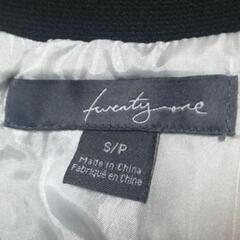 twenty one
S/P
Made in China
Fabriqué en Chine